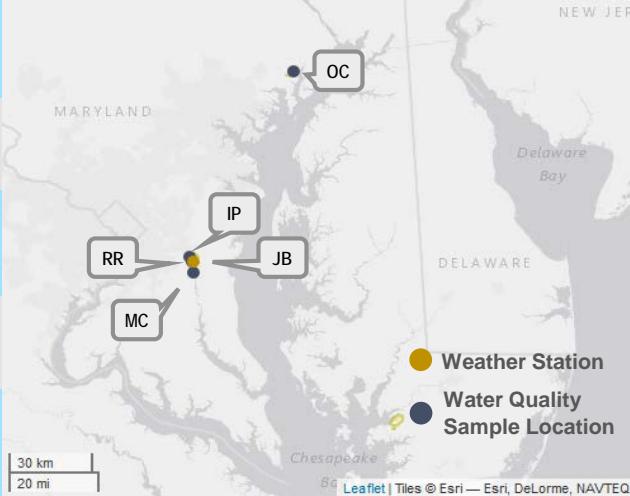 NEW JER
OC
MARYLAND
Delaware
Bay
IP
RR
JB
DELAWARE
MC
Weather Station
Water Quality
Sample Location
30 km
20 mi
Chesapeake
Ba
Leaflet | Tiles © Esri — Esri, DeLorme, NAVTEQ